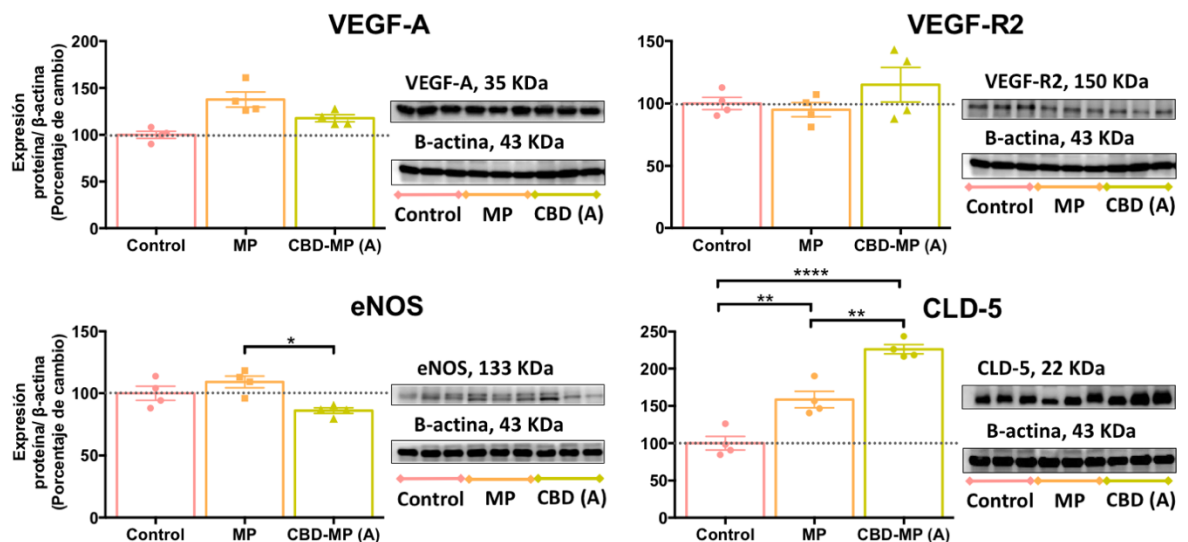 VEGF-A
Expresión
proteína/ β-actina
(Porcentaje de cambio)
200
150
100
50
0
Control
MP
CBD-MP (A)
VEGF-A, 35 KDa
B-actina, 43 KDa
Control
MP
CBD (A)
VEGF-R2
150
100
50
0
Control
MP
CBD-MP (A)
VEGF-R2, 150 KDa
B-actina, 43 KDa
Control
MP
CBD (A)
eNOS
Expresión
proteína/ β-actina
(Porcentaje de cambio)
150
100
50
0
*
Control
MP
CBD-MP (A)
eNOS, 133 KDa
B-actina, 43 KDa
Control
MP
CBD (A)
****
**
**
CLD-5
250
200
150
100
50
0
Control
MP
CBD-MP (A)
CLD-5, 22 KDa
B-actina, 43 KDa
Control
MP
CBD (A)